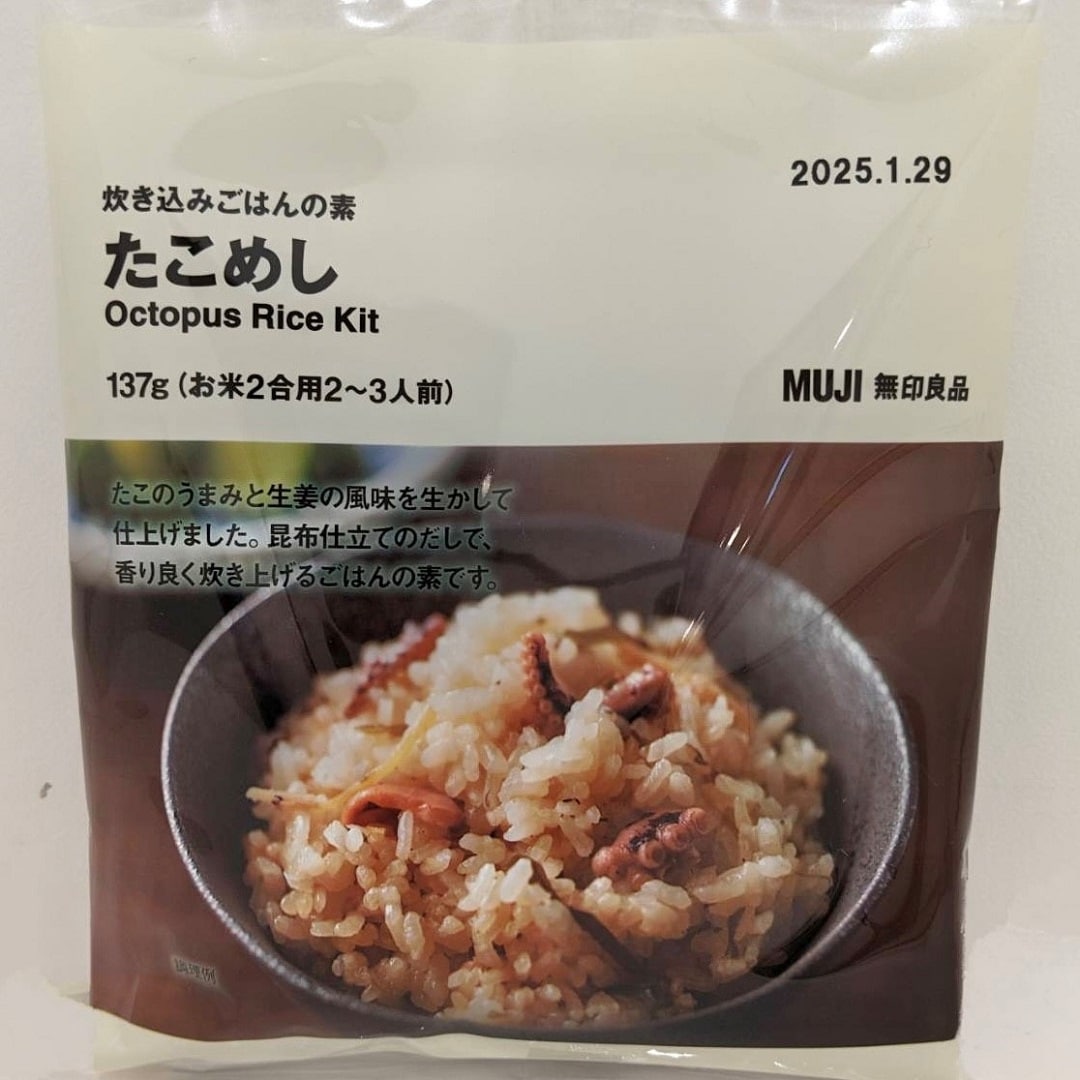 2025.1.29
炊き込みごはんの素
たこめし
Octopus Rice Kit
137g（お米2合用2～3人前）
MUJI 無印良品
たこのうまみと生姜の風味を生かして
仕上げました。昆布仕立てのだしで、
香り良く炊き上げるごはんの素です。
調理例